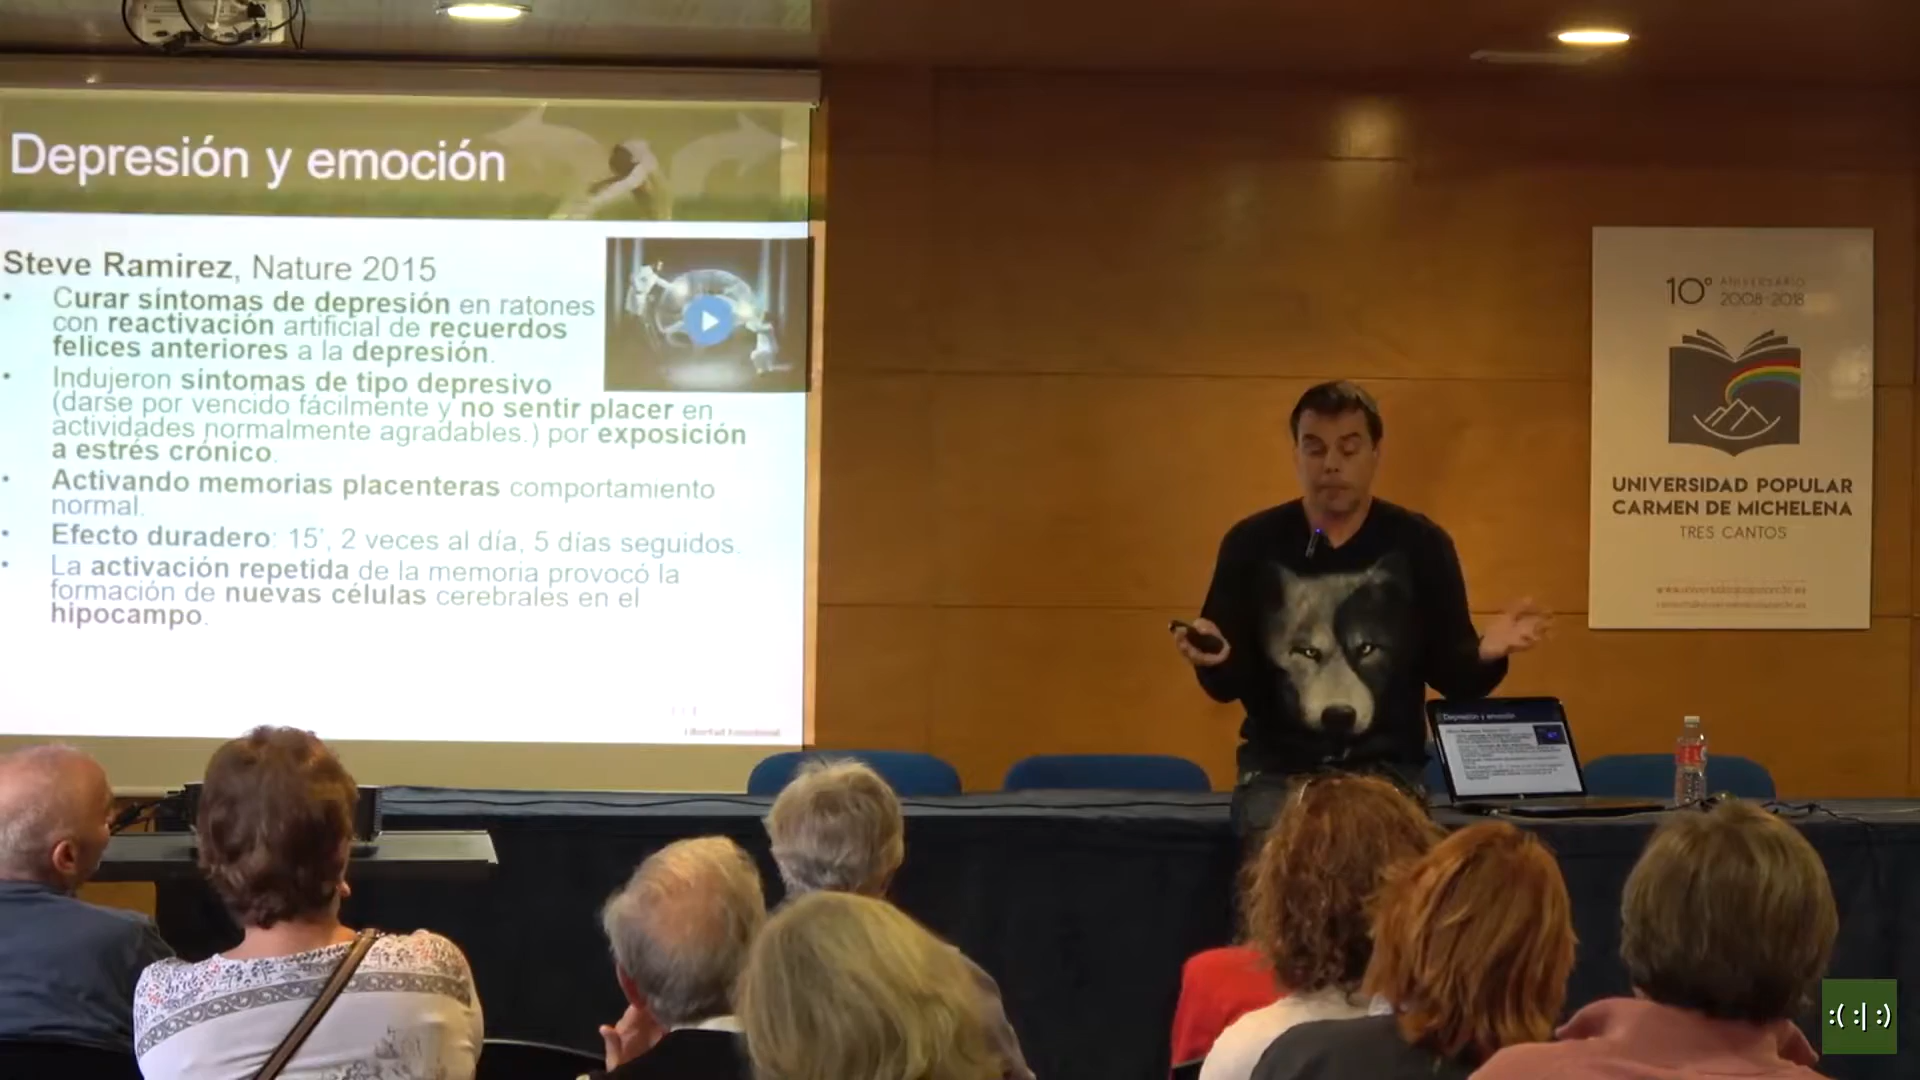 Depresión y emoción
Steve Ramirez, Nature 2015
• Curar síntomas de depresión en ratones
con reactivación artificial de recuerdos
felices anteriores a la depresión.
• Indujeron síntomas de tipo depresivo
(darse por vencido fácilmente y no sentir placer en
actividades normalmente agradables.) por exposición
a estrés crónico.
• Activando memorias placenteras comportamiento
normal.
• Efecto duradero: 15', 2 veces al día, 5 días seguidos.
• La activación repetida de la memoria provocó la
formación de nuevas células cerebrales en el
hipocampo.
Libertad Emocional
10º ANIVERSARIO
2008-2018
UNIVERSIDAD POPULAR
CARMEN DE MICHELENA
TRES CANTOS
Depresión y emoción
:( :| :)